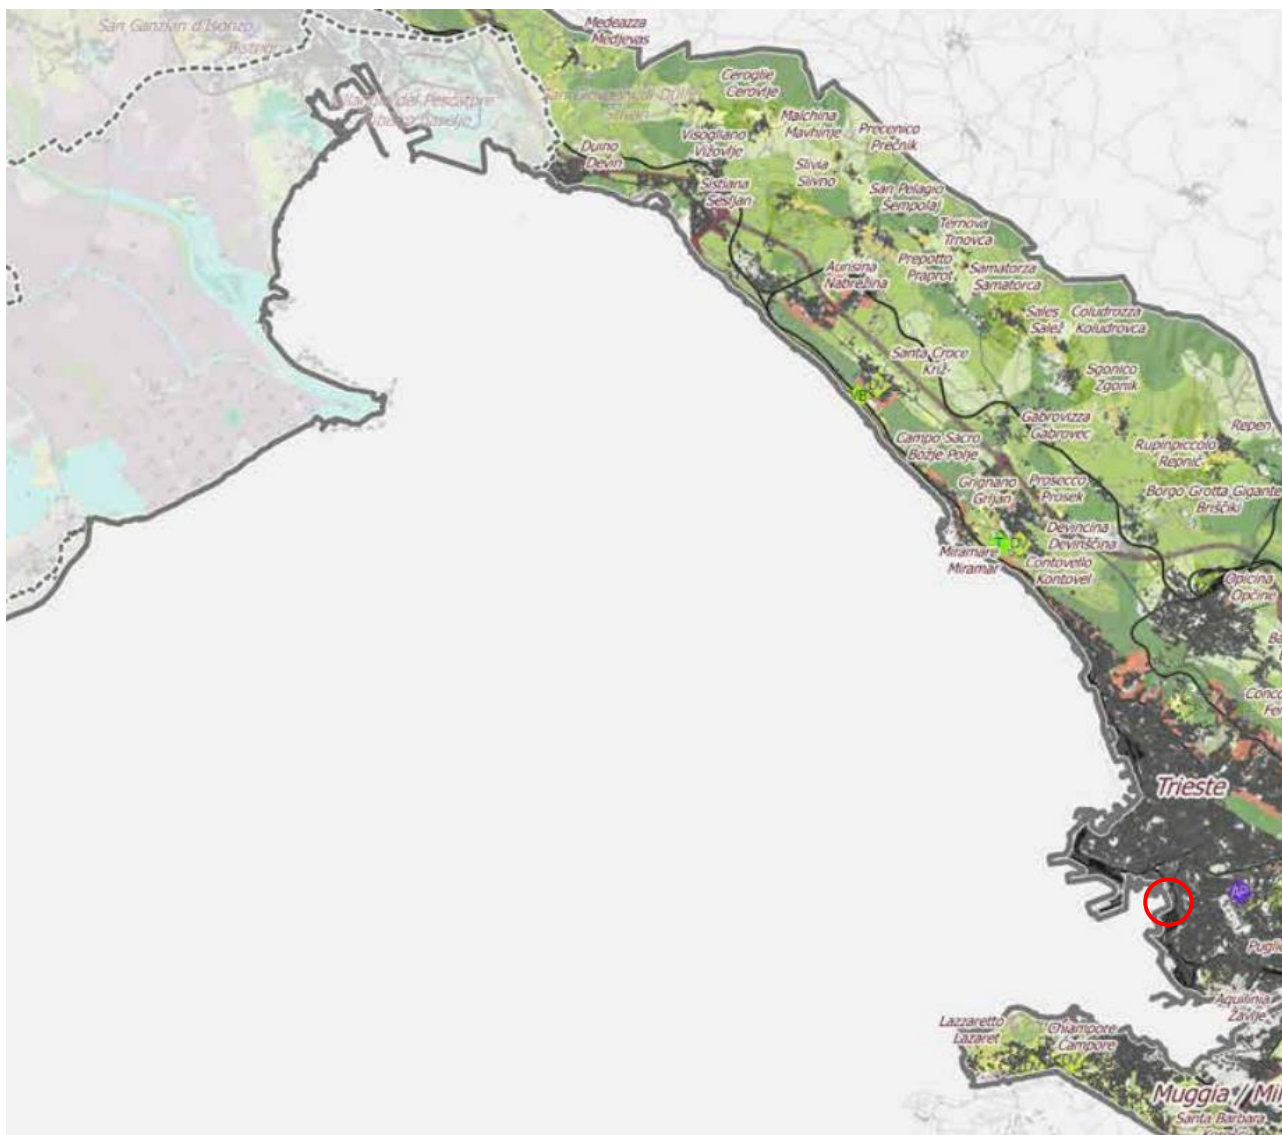 San Canzian d'Isonzo
Medeazza
Medjevas
Ceroglie
Cerovlje
Malchina
Mavhinje
Precenico
Prečnik
Visogliano
Vižovlje
Duino
Devin
Slivia
Slivno
Sistiana
Sesljan
San Pelagio
Šempolaj
Ternova
Trnovca
Prepotto
Praprot
Samatorza
Samatorca
Aurisina
Nabrežina
Sales
Salež
Coludrozza
Koludrovca
Santa Croce
Križ
Sgonico
Zgonik
Gabrovizza
Gabrovec
Repen
Rupinpiccolo
Repnič
Campo Sacro
Božje Polje
Grignano
Grljan
Prosecco
Prosek
Borgo Grotta Gigante
Briščiki
Devincina
Devinščina
Miramare
Miramar
Contovello
Kontovel
Opicina
Opčine
Trieste
AP
Aquilinia
Žavlje
Lazzaretto
Lazaret
Chiampore
Campore
Muggia /
Santa Barbara